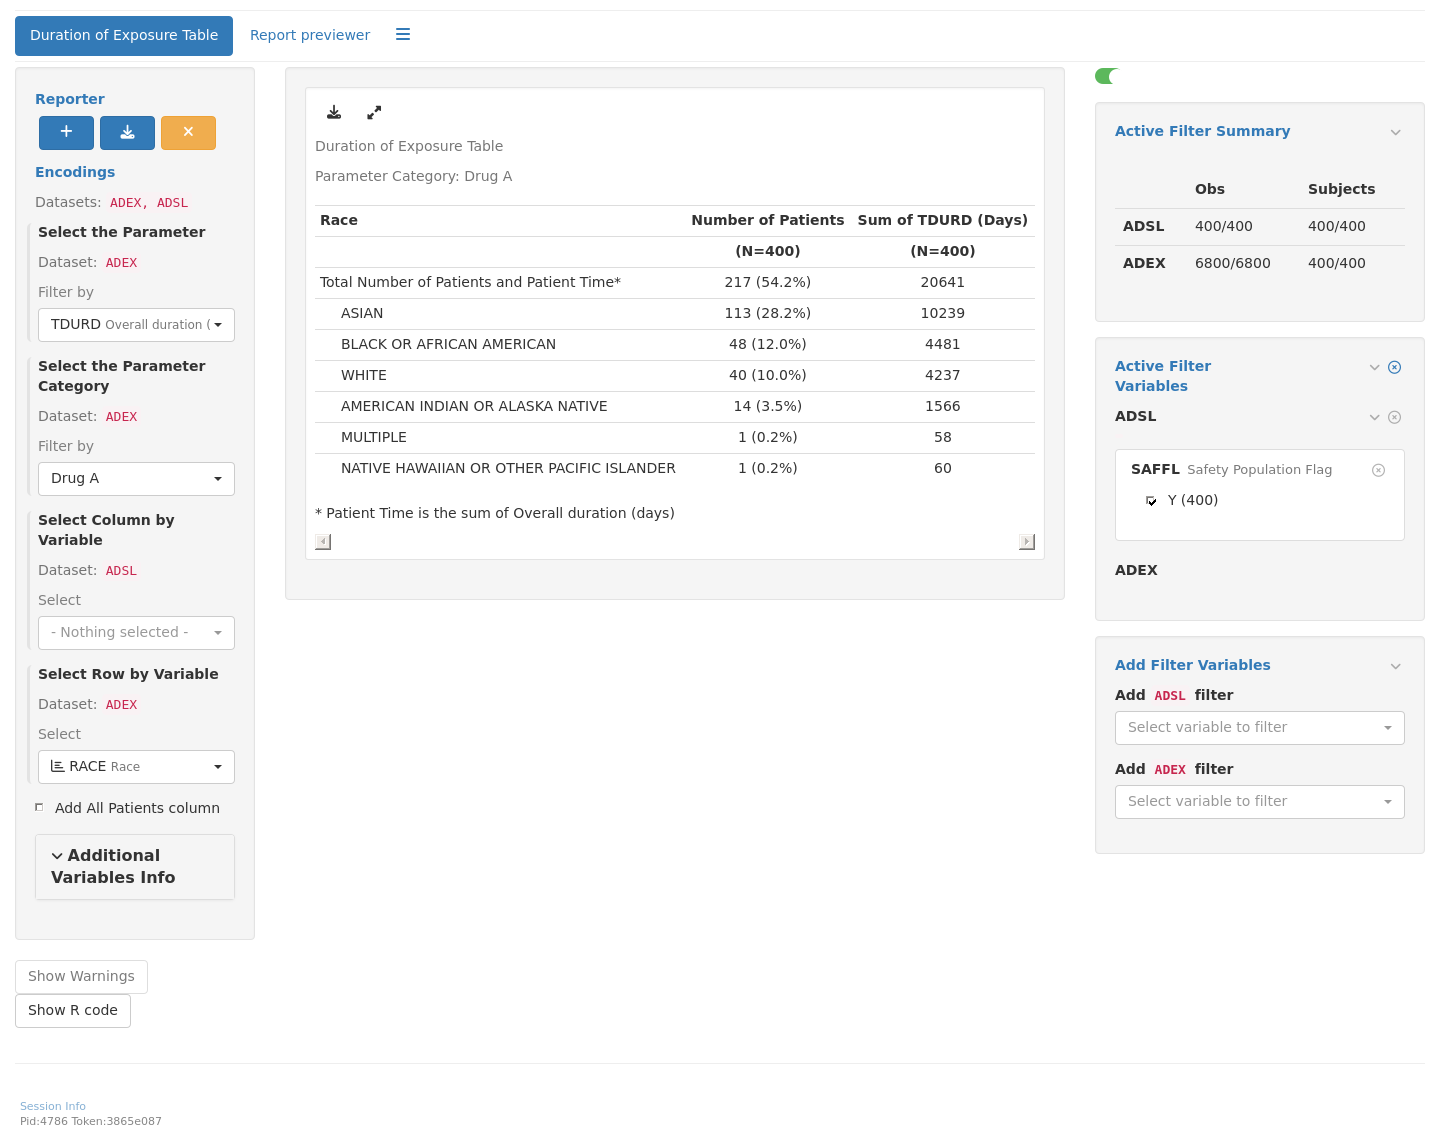 Duration of Exposure Table
Report previewer
Reporter
Encodings
Datasets: ADEX, ADSL
Select the Parameter
Dataset: ADEX
Filter by
TDURD Overall duration (
Select the Parameter
Category
Dataset: ADEX
Filter by
Drug A
Select Column by
Variable
Dataset: ADSL
Select
- Nothing selected -
Select Row by Variable
Dataset: ADEX
Select
RACE Race
Add All Patients column
Additional
Variables Info
Show Warnings
Show R code
Duration of Exposure Table
Parameter Category: Drug A
Race Number of Patients Sum of TDURD (Days)
(N=400) (N=400)
Total Number of Patients and Patient Time* 217 (54.2%) 20641
ASIAN 113 (28.2%) 10239
BLACK OR AFRICAN AMERICAN 48 (12.0%) 4481
WHITE 40 (10.0%) 4237
AMERICAN INDIAN OR ALASKA NATIVE 14 (3.5%) 1566
MULTIPLE 1 (0.2%) 58
NATIVE HAWAIIAN OR OTHER PACIFIC ISLANDER 1 (0.2%) 60
* Patient Time is the sum of Overall duration (days)
Active Filter Summary
Obs Subjects
ADSL 400/400 400/400
ADEX 6800/6800 400/400
Active Filter
Variables
ADSL
SAFFL Safety Population Flag
Y (400)
ADEX
Add Filter Variables
Add ADSL filter
Select variable to filter
Add ADEX filter
Select variable to filter
Session Info
Pid:4786 Token:3865e087